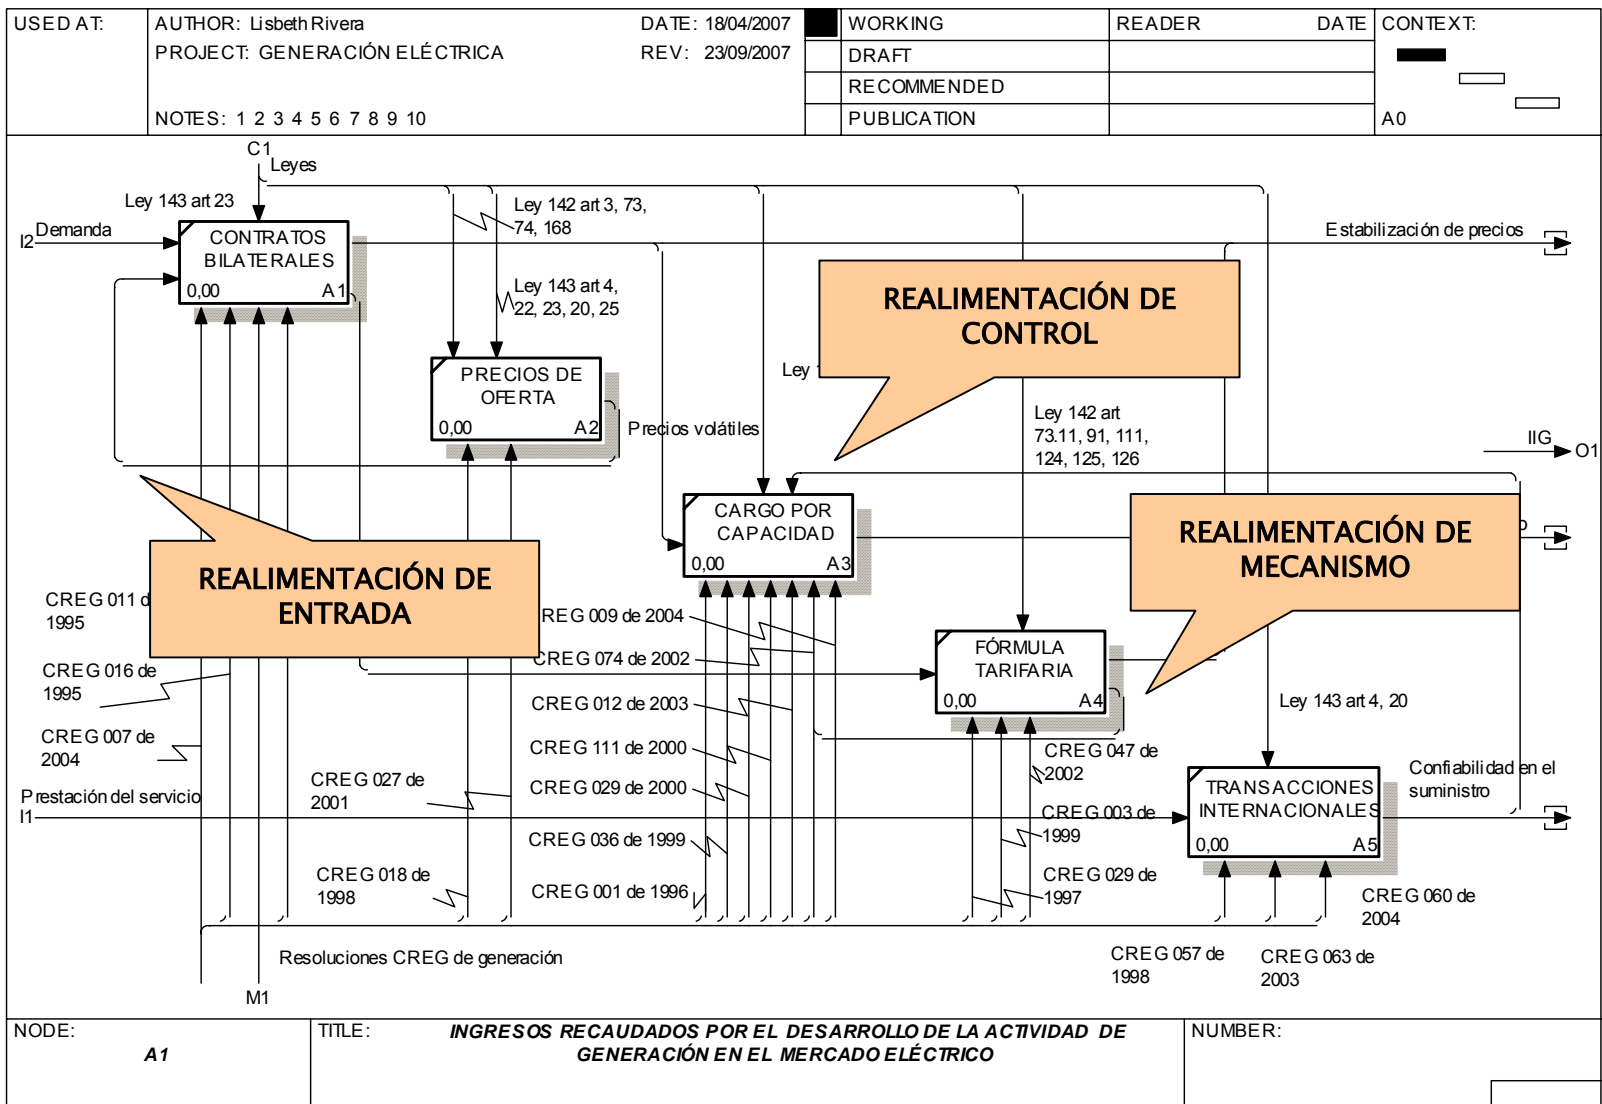 USED AT:
AUTHOR: Lisbeth Rivera
DATE: 18/04/2007
PROJECT: GENERACIÓN ELÉCTRICA
REV: 23/09/2007
NOTES: 1 2 3 4 5 6 7 8 9 10
WORKING
DRAFT
RECOMMENDED
PUBLICATION
READER
DATE
CONTEXT:
A0
C1
Leyes
Ley 143 art 23
I2
Demanda
CONTRATOS
BILATERALES
0,00
A1
Ley 142 art 3, 73,
74, 168
Ley 143 art 4,
22, 23, 20, 25
Estabilización de precios
REALIMENTACIÓN DE
CONTROL
PRECIOS DE
OFERTA
0,00
A2
Precios volátiles
Ley
Ley 142 art
73.11, 91, 111,
124, 125, 126
IIG
O1
CARGO POR
CAPACIDAD
0,00
A3
REALIMENTACIÓN DE
MECANISMO
REALIMENTACIÓN DE
ENTRADA
CREG 011 d
1995
CREG 016 de
1995
CREG 007 de
2004
REG 009 de 2004
CREG 074 de 2002
CREG 012 de 2003
CREG 111 de 2000
CREG 029 de 2000
CREG 036 de 1999
CREG 001 de 1996
FÓRMULA
TARIFARIA
0,00
A4
Ley 143 art 4, 20
CREG 047 de
2002
CREG 003 de
1999
CREG 029 de
1997
CREG 027 de
2001
CREG 018 de
1998
Prestación del servicio
I1
TRANSACCIONES
INTERNACIONALES
0,00
A5
Confiabilidad en el
suministro
CREG 060 de
2004
CREG 057 de
1998
CREG 063 de
2003
Resoluciones CREG de generación
M1
NODE:
A1
TITLE:
INGRESOS RECAUDADOS POR EL DESARROLLO DE LA ACTIVIDAD DE
GENERACIÓN EN EL MERCADO ELÉCTRICO
NUMBER: